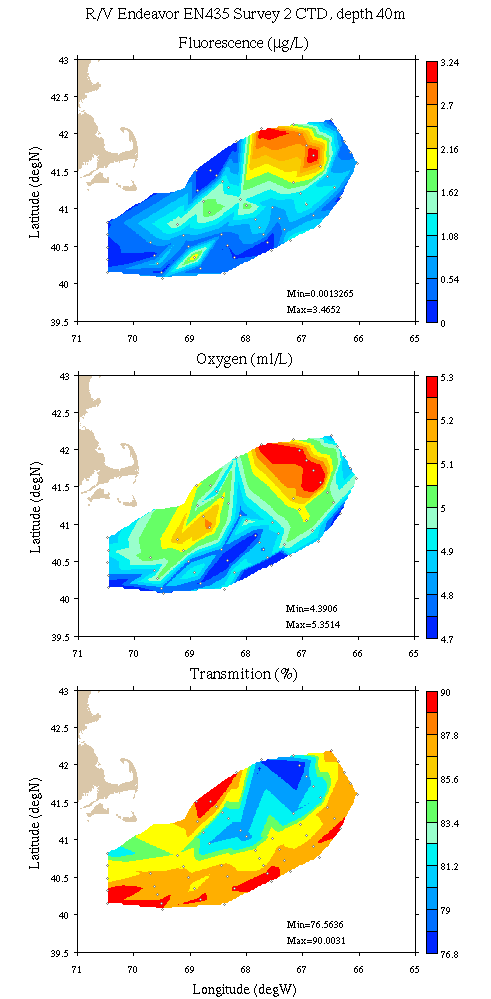 R/V Endeavor EN435 Survey 2 CTD, depth 40m
Fluorescence (µg/L)
43
42.5
42
41.5
41
40.5
40
39.5
Latitude (degN)
71 70 69 68 67 66 65
Min=0.0013265
Max=3.4652
3.24
2.7
2.16
1.62
1.08
0.54
0
Oxygen (ml/L)
43
42.5
42
41.5
41
40.5
40
39.5
Latitude (degN)
71 70 69 68 67 66 65
Min=4.3906
Max=5.3514
5.3
5.2
5.1
5
4.9
4.8
4.7
Transmition (%)
43
42.5
42
41.5
41
40.5
40
39.5
Latitude (degN)
71 70 69 68 67 66 65
Min=76.5636
Max=90.0031
90
87.8
85.6
83.4
81.2
79
76.8
Longitude (degW)